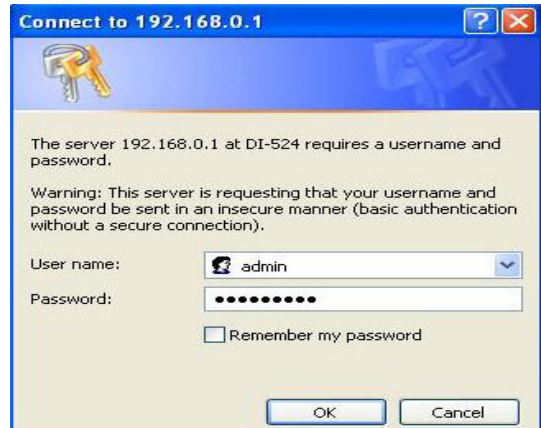 Connect to 192.168.0.1
The server 192.168.0.1 at DI-524 requires a username and
password.
Warning: This server is requesting that your username and
password be sent in an insecure manner (basic authentication
without a secure connection).
User name:
admin
Password:
●●●●●●●●●
Remember my password
OK
Cancel